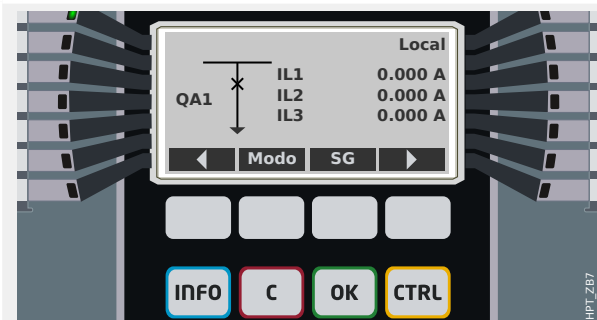 Local
IL1 0.000 A
QA1 IL2 0.000 A
IL3 0.000 A
Modo SG
INFO C OK CTRL
HPT_ZB7